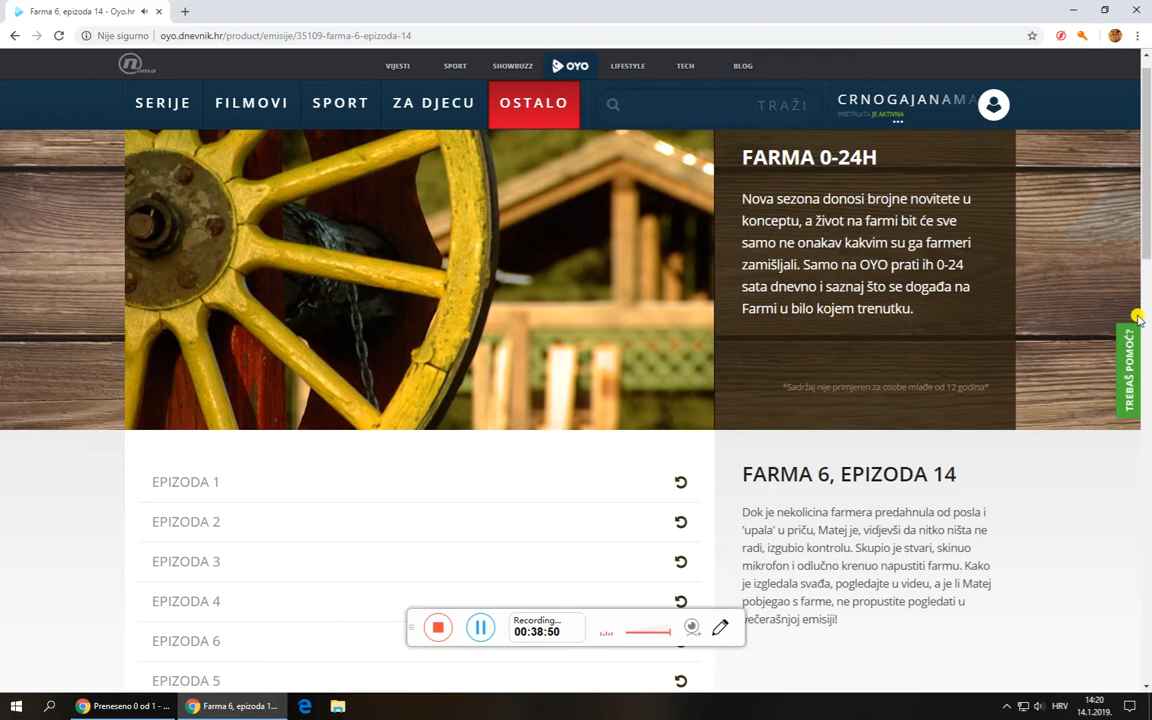 Farma 6, epizoda 14 - Oyo.hr
Nije sigurno
oyo.dnevnik.hr/product/emisije/35109-farma-6-epizoda-14
nova
VIJESTI
SPORT
SHOWBUZZ
OYO
LIFESTYLE
TECH
BLOG
SERIJE
FILMOVI
SPORT
ZA DJECU
OSTALO
TRAŽI
CRNOGAJANAMA
PRETPLATA JE AKTIVNA
FARMA 0-24H
Nova sezona donosi brojne novitete u
konceptu, a život na farmi bit će sve
samo ne onakav kakvim su ga farmeri
zamišljali. Samo na OYO prati ih 0-24
sata dnevno i saznaj što se događa na
Farmi u bilo kojem trenutku.
*Sadržaj nije primjeren za osobe mlađe od 12 godina*
TREBAŠ POMOĆ?
EPIZODA 1
EPIZODA 2
EPIZODA 3
EPIZODA 4
EPIZODA 6
EPIZODA 5
FARMA 6, EPIZODA 14
Dok je nekolicina farmera predahnula od posla i
'upala' u priču, Matej je, vidjevši da nitko ništa ne
radi, izgubio kontrolu. Skupio je stvari, skinuo
mikrofon i odlučno krenuo napustiti farmu. Kako
je izgledala svađa, pogledajte u videu, a je li Matej
pobjegao s farme, ne propustite pogledati u
večerašnjoj emisiji!
Recording...
00:38:50
Preneseno 0 od 1 - ...
Farma 6, epizoda 1...
HRV
14:20
14.1.2019.